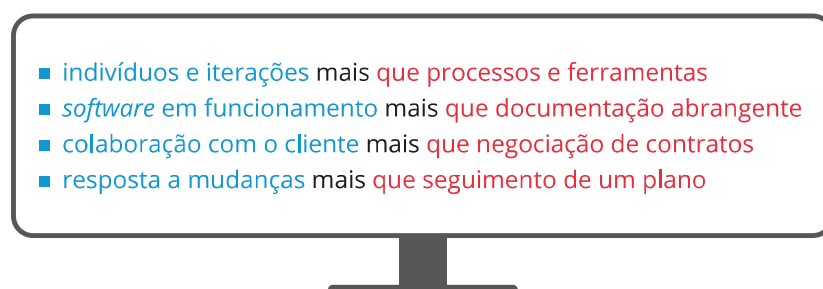 indivíduos e iterações mais que processos e ferramentas
software em funcionamento mais que documentação abrangente
colaboração com o cliente mais que negociação de contratos
resposta a mudanças mais que seguimento de um plano